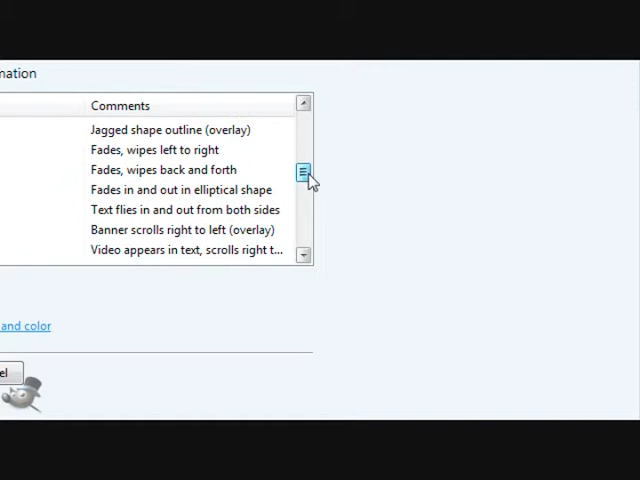 mation
Comments
Jagged shape outline (overlay)
Fades, wipes left to right
Fades, wipes back and forth
Fades in and out in elliptical shape
Text flies in and out from both sides
Banner scrolls right to left (overlay)
Video appears in text, scrolls right t...
and color
el